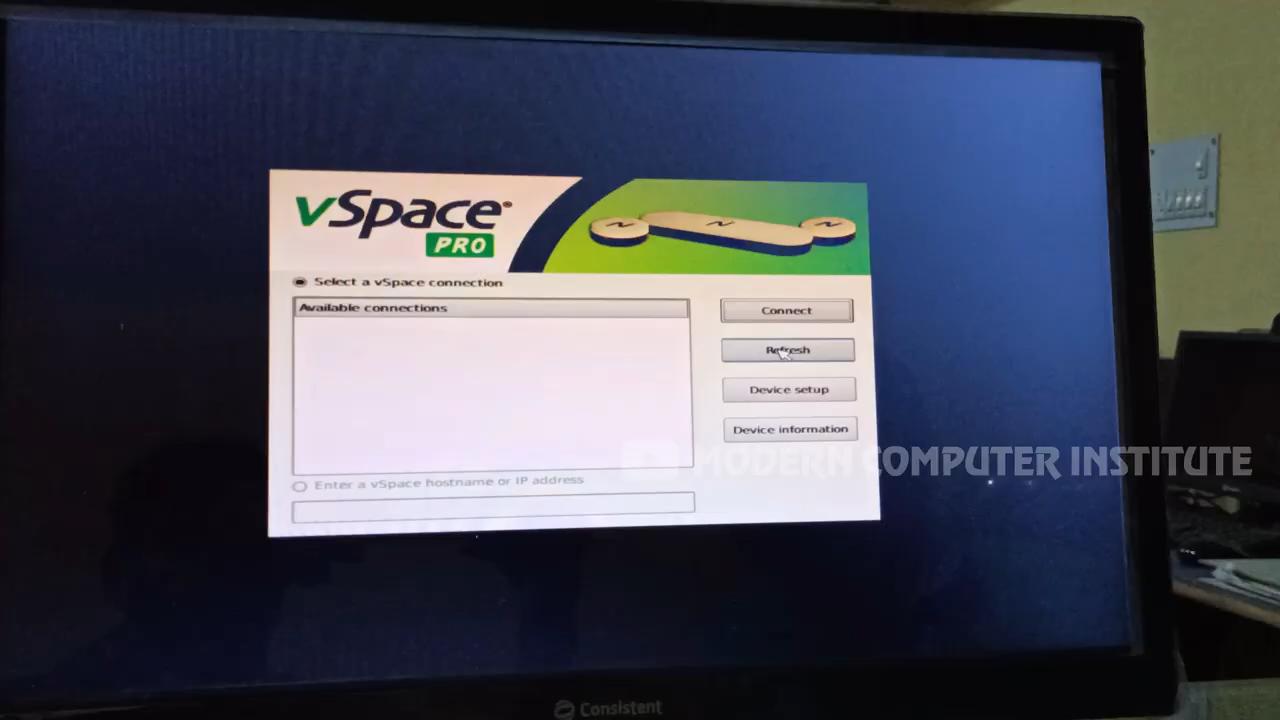 vSpace®
PRO
Select a vSpace connection
Available connections
Connect
Refresh
Device setup
Device information
MODERN COMPUTER INSTITUTE
Enter a vSpace hostname or IP address
Consistent